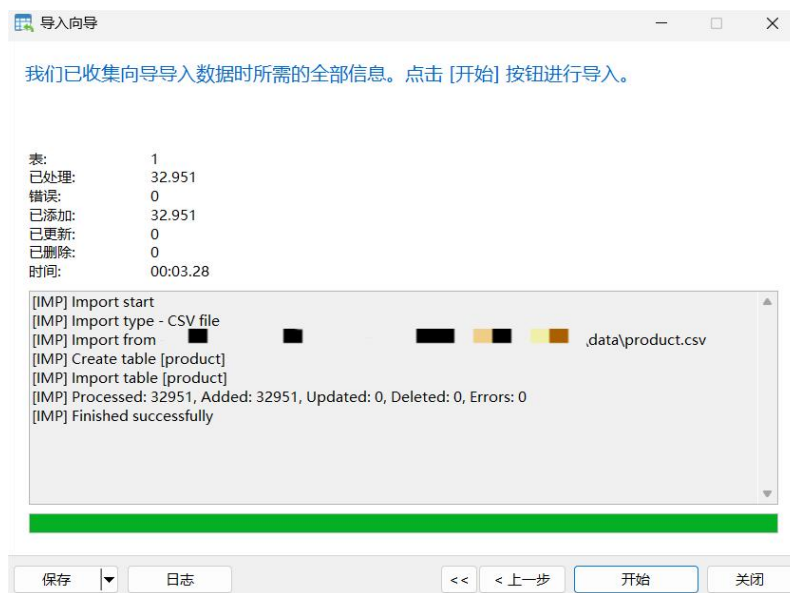 导入向导
我们已收集向导导入数据时所需的全部信息。点击 [开始] 按钮进行导入。
表: 1
已处理: 32.951
错误: 0
已添加: 32.951
已更新: 0
已删除: 0
时间: 00:03.28
[IMP] Import start
[IMP] Import type - CSV file
[IMP] Import from data\product.csv
[IMP] Create table [product]
[IMP] Import table [product]
[IMP] Processed: 32951, Added: 32951, Updated: 0, Deleted: 0, Errors: 0
[IMP] Finished successfully
保存 日志 << < 上一步 开始 关闭